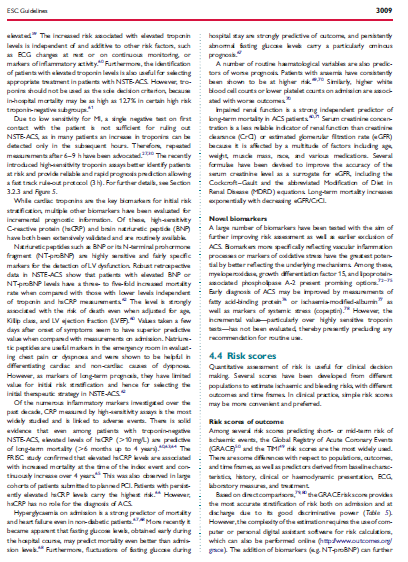 ESC Guidelines
3009
elevated.39 The increased risk associated with elevated troponin
levels is independent of and additive to other risk factors, such
as ECG changes at rest or on continuous monitoring, or
markers of inflammatory activity.60 Furthermore, the identification
of patients with elevated troponin levels is also useful for selecting
appropriate treatment in patients with NSTE-ACS. However, tro-
ponins should not be used as the sole decision criterion, because
in-hospital mortality may be as high as 12.7% in certain high risk
troponin-negative subgroups.61
Due to low sensitivity for MI, a single negative test on first
contact with the patient is not sufficient for ruling out
NSTE-ACS, as in many patients an increase in troponins can be
detected only in the subsequent hours. Therefore, repeated
measurements after 6–9 h have been advocated.27,30 The recently
introduced high-sensitivity troponin assays better identify patients
at risk and provide reliable and rapid prognosis prediction allowing
a fast track rule-out protocol (3 h). For further details, see Section
3.2.3 and Figure 5.
While cardiac troponins are the key biomarkers for initial risk
stratification, multiple other biomarkers have been evaluated for
incremental prognostic information. Of these, high-sensitivity
C-reactive protein (hsCRP) and brain natriuretic peptide (BNP)
have both been extensively validated and are routinely available.
Natriuretic peptides such as BNP or its N-terminal prohormone
fragment (NT-proBNP) are highly sensitive and fairly specific
markers for the detection of LV dysfunction. Robust retrospective
data in NSTE-ACS show that patients with elevated BNP or
NT-proBNP levels have a three- to five-fold increased mortality
rate when compared to those with lower levels independent
of troponin and hsCRP measurements.62 The level is strongly
associated with the risk of death even when adjusted for age,
Killip class, and LV ejection fraction (LVEF).60 Values taken a few
days after onset of symptoms seem to have superior predictive
value when compared with measurements on admission. Natriure-
tic peptides are useful markers in the emergency room in evaluat-
ing chest pain or dyspnoea and were shown to be helpful in
differentiating cardiac and non-cardiac causes of dyspnoea.
However, as markers of long-term prognosis, they have limited
value for initial risk stratification and hence for selecting the
initial therapeutic strategy in NSTE-ACS.62
Of the numerous inflammatory markers investigated over the
past decade, CRP measured by high-sensitivity assays is the most
widely studied and is linked to adverse events. There is solid
evidence that even among patients with troponin-negative
NSTE-ACS, elevated levels of hsCRP (>10 mg/L) are predictive
of long-term mortality (>6 months up to 4 years).60,63,64 The
FRISC study confirmed that elevated hsCRP levels are associated
with increased mortality at the time of the index event and con-
tinuously increase over 4 years.65 This was also observed in large
cohorts of patients submitted to planned PCI. Patients with persist-
ently elevated hsCRP levels carry the highest risk.66 However,
hsCRP has no role for the diagnosis of ACS.
Hyperglycaemia on admission is a strong predictor of mortality
and heart failure even in non-diabetic patients.67,68 More recently it
became apparent that fasting glucose levels, obtained early during
the hospital course, may predict mortality even better than admis-
sion levels.68 Furthermore, fluctuations of fasting glucose during
hospital stay are strongly predictive of outcome, and persistently
abnormal fasting glucose levels carry a particularly ominous
prognosis.67
A number of routine haematological variables are also predic-
tors of worse prognosis. Patients with anaemia have consistently
been shown to be at higher risk.69,70 Similarly, higher white
blood cell counts or lower platelet counts on admission are associ-
ated with worse outcomes.70
Impaired renal function is a strong independent predictor of
long-term mortality in ACS patients.60,71 Serum creatinine concen-
tration is a less reliable indicator of renal function than creatinine
clearance (CrCl) or estimated glomerular filtration rate (eGFR)
because it is affected by a multitude of factors including age,
weight, muscle mass, race, and various medications. Several
formulae have been devised to improve the accuracy of the
serum creatinine level as a surrogate for eGFR, including the
Cockcroft–Gault and the abbreviated Modification of Diet in
Renal Disease (MDRD) equations. Long-term mortality increases
exponentially with decreasing eGFR/CrCl.
Novel biomarkers
A large number of biomarkers have been tested with the aim of
further improving risk assessment as well as earlier exclusion of
ACS. Biomarkers more specifically reflecting vascular inflammation
processes or markers of oxidative stress have the greatest poten-
tial by better reflecting the underlying mechanisms. Among these,
myeloperoxidase, growth differentiation factor 15, and lipoprotein-
associated phospholipase A-2 present promising options.72–75
Early diagnosis of ACS may be improved by measurements of
fatty acid-binding protein76 or ischaemia-modified albumin77 as
well as markers of systemic stress (copeptin).78 However, the
incremental value—particularly over highly sensitive troponin
tests—has not been evaluated, thereby presently precluding any
recommendation for routine use.
4.4 Risk scores
Quantitative assessment of risk is useful for clinical decision
making. Several scores have been developed from different
populations to estimate ischaemic and bleeding risks, with different
outcomes and time frames. In clinical practice, simple risk scores
may be more convenient and preferred.
Risk scores of outcome
Among several risk scores predicting short- or mid-term risk of
ischaemic events, the Global Registry of Acute Coronary Events
(GRACE)50 and the TIMI59 risk scores are the most widely used.
There are some differences with respect to populations, outcomes,
and time frames, as well as predictors derived from baseline charac-
teristics, history, clinical or haemodynamic presentation, ECG,
laboratory measures, and treatment.
Based on direct comparisons,79,80 the GRACE risk score provides
the most accurate stratification of risk both on admission and at
discharge due to its good discriminative power (Table 5).
However, the complexity of the estimation requires the use of com-
puter or personal digital assistant software for risk calculations,
which can also be performed online (http://www.outcomes.org/
grace). The addition of biomarkers (e.g. NT-proBNP) can further